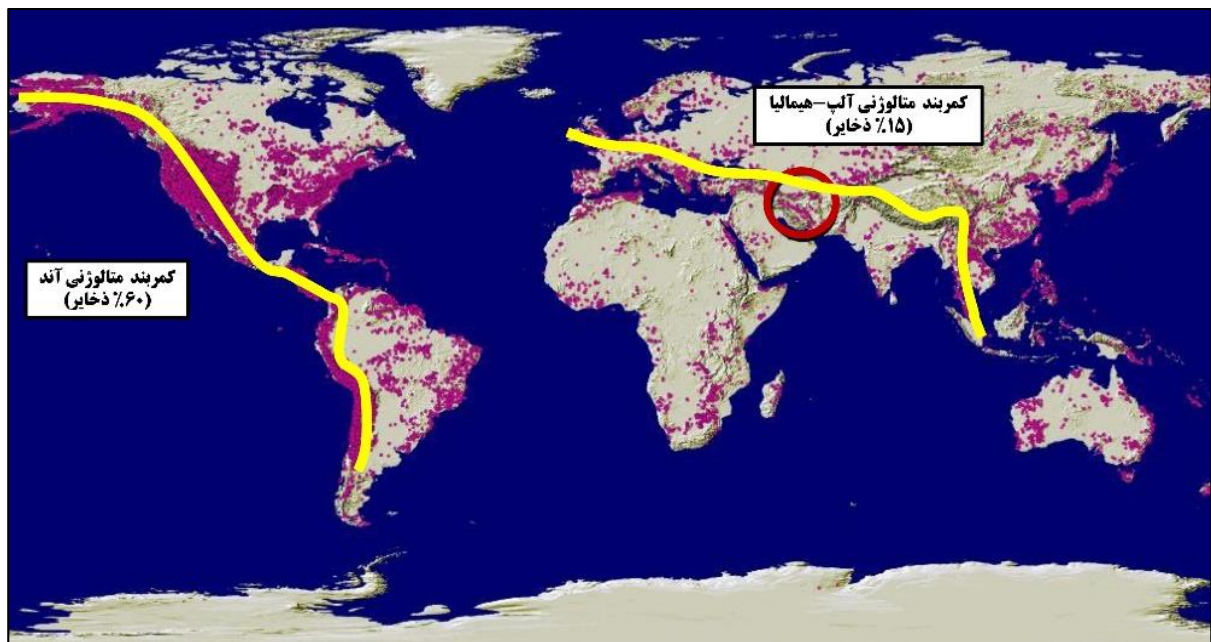 کمربند متالوژنی آلپ-هیمالیا
(۱۵٪ ذخایر)
کمربند متالوژنی آند
(۶۰٪ ذخایر)